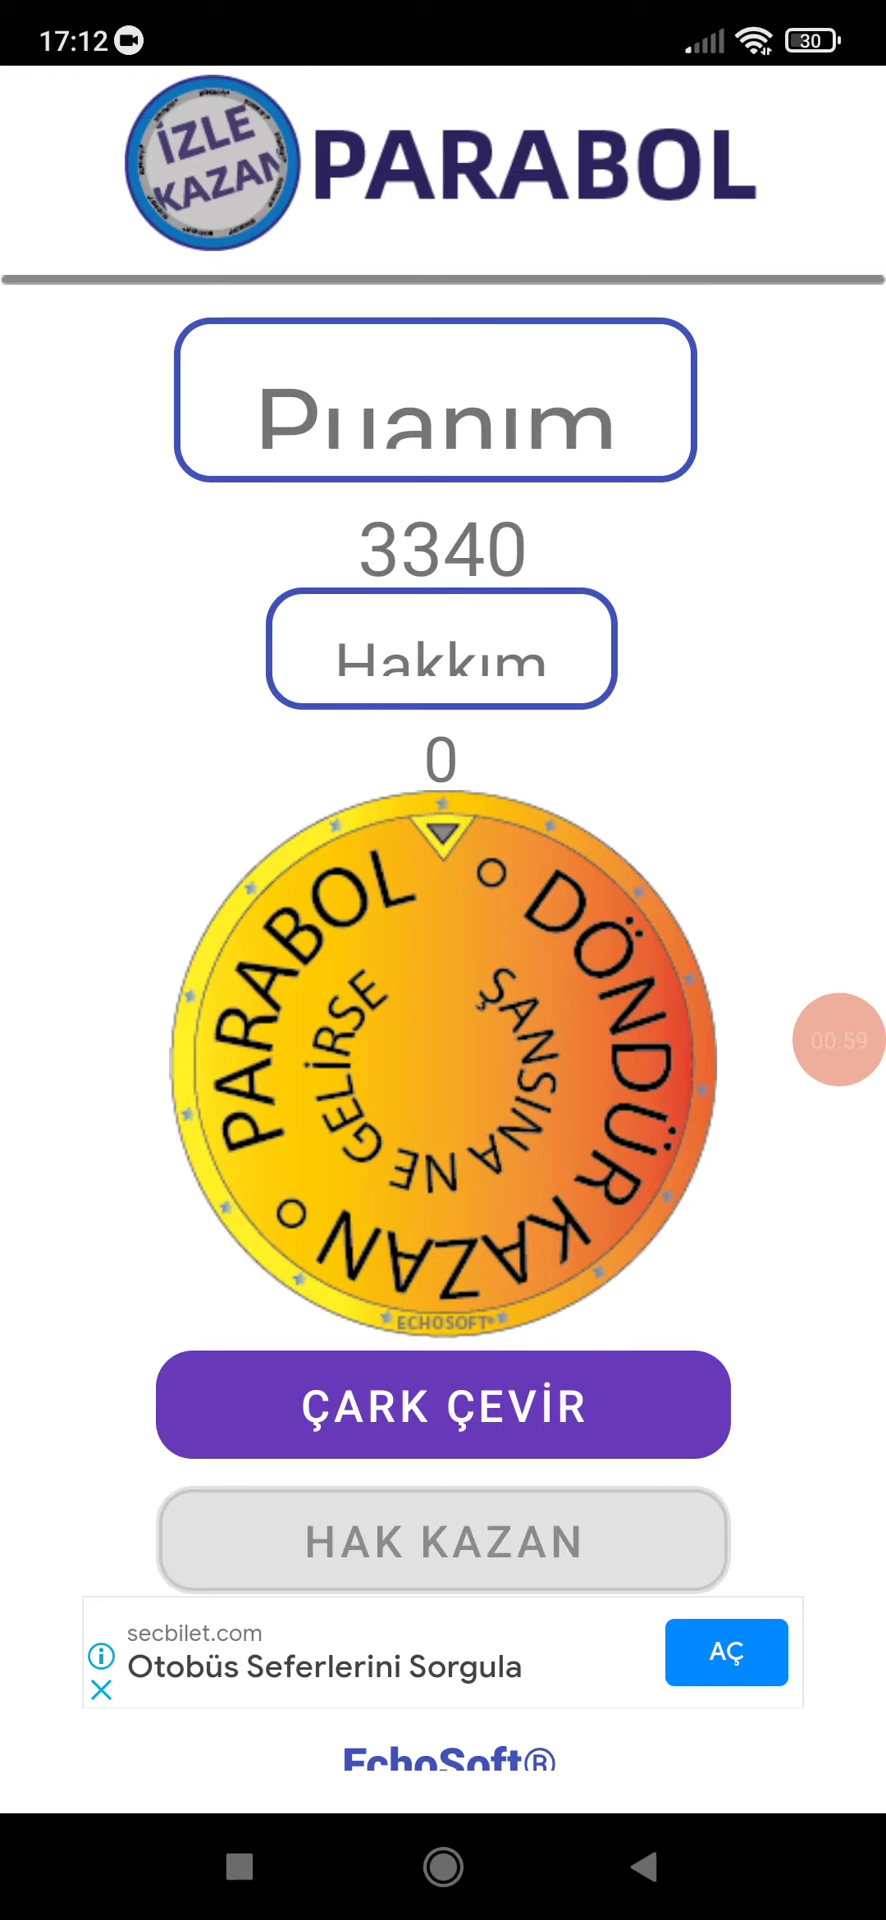 17:12
30
İZLE
KAZAN
PARABOL
Puanım
3340
Hakkım
0
PARABOL
DÖNDÜR KAZAN
ŞANSINA NE GELİRSE
ECHOSOFT®
00:59
ÇARK ÇEVİR
HAK KAZAN
secbilet.com
Otobüs Seferlerini Sorgula
AÇ
EchoSoft®